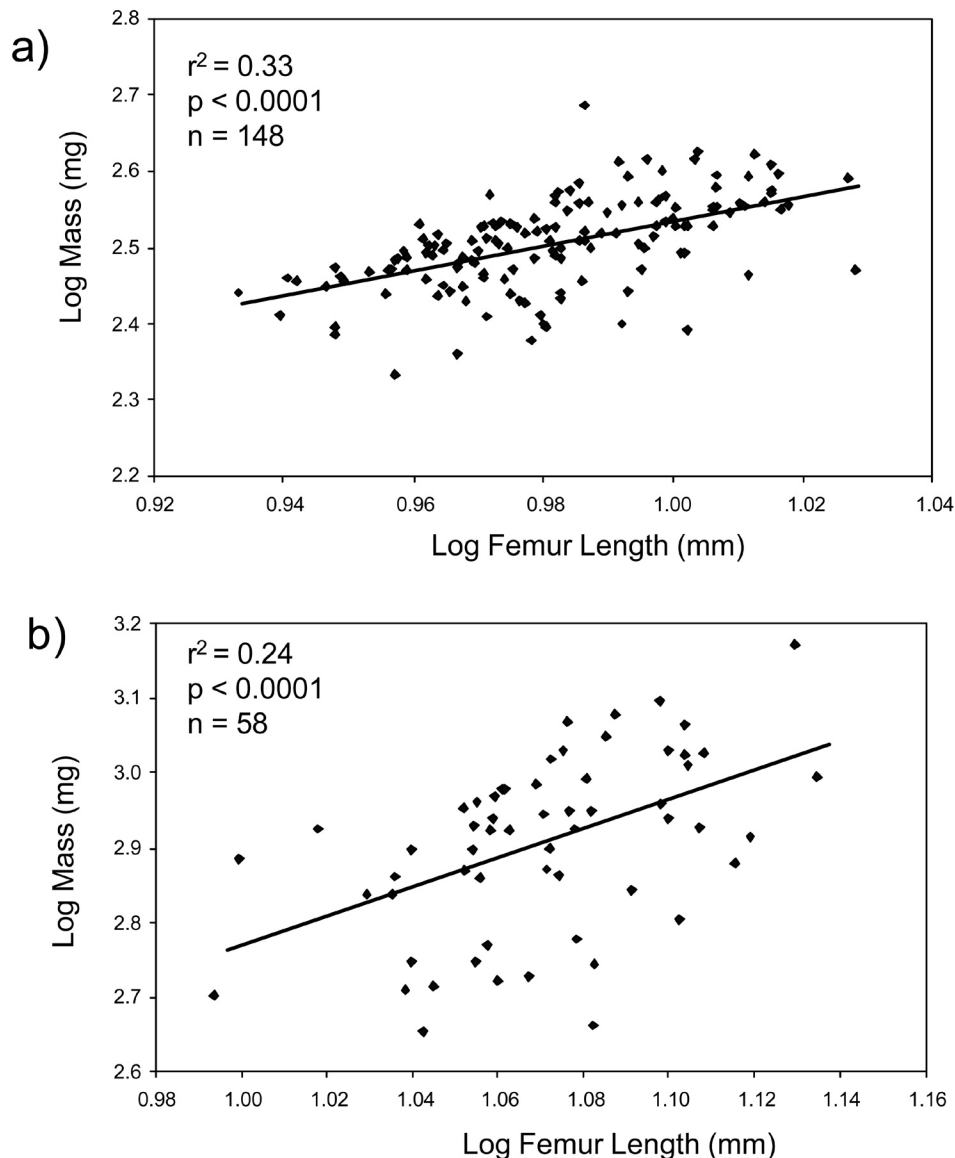 a)
r² = 0.33
p < 0.0001
n = 148
2.8
2.7
2.6
2.5
2.4
2.3
2.2
Log Mass (mg)
0.92 0.94 0.96 0.98 1.00 1.02 1.04
Log Femur Length (mm)
b)
r² = 0.24
p < 0.0001
n = 58
3.2
3.1
3.0
2.9
2.8
2.7
2.6
Log Mass (mg)
0.98 1.00 1.02 1.04 1.06 1.08 1.10 1.12 1.14 1.16
Log Femur Length (mm)